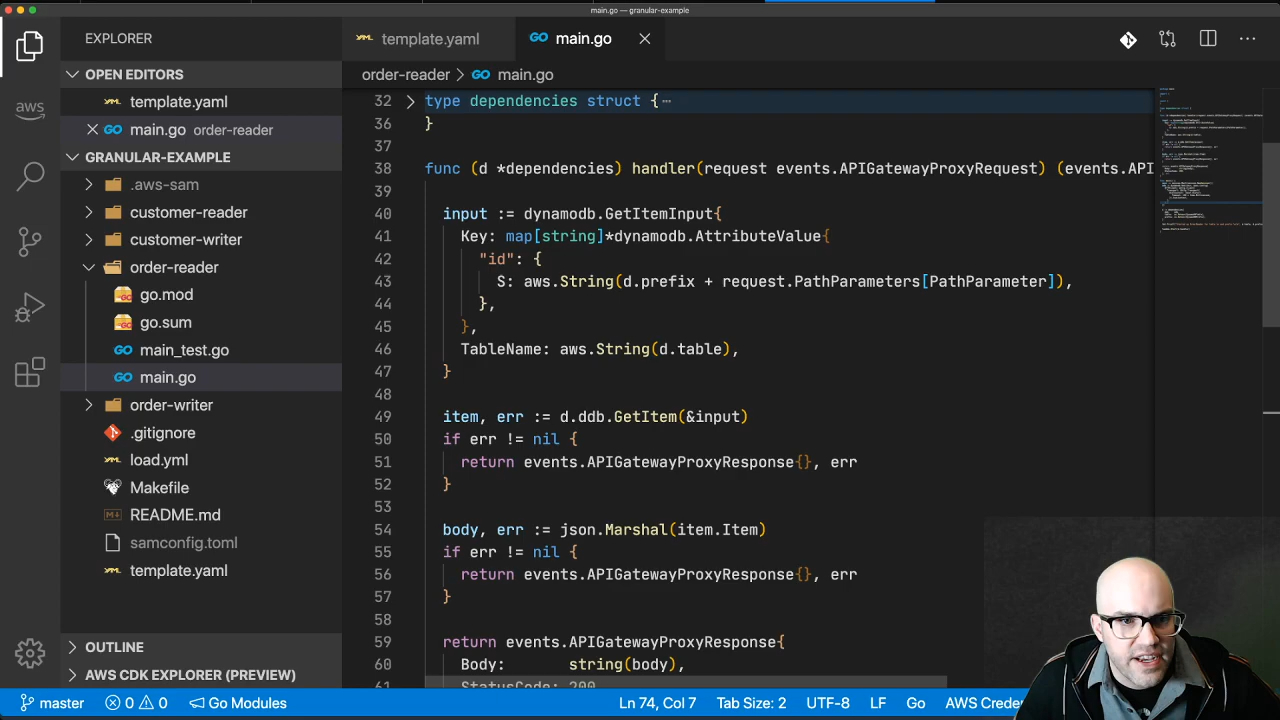 main.go — granular-example
EXPLORER
template.yaml
main.go
OPEN EDITORS
order-reader > main.go
template.yaml
main.go order-reader
aws
GRANULAR-EXAMPLE
.aws-sam
customer-reader
customer-writer
order-reader
go.mod
go.sum
main_test.go
main.go
order-writer
.gitignore
load.yml
Makefile
README.md
samconfig.toml
template.yaml
OUTLINE
AWS CDK EXPLORER (PREVIEW)
32 type dependencies struct {
36 }
37
38 func (d *dependencies) handler(request events.APIGatewayProxyRequest) (events.API
39
40 input := dynamodb.GetItemInput{
41 Key: map[string]*dynamodb.AttributeValue{
42 "id": {
43 S: aws.String(d.prefix + request.PathParameters[PathParameter]),
44 },
45 },
46 TableName: aws.String(d.table),
47 }
48
49 item, err := d.ddb.GetItem(&input)
50 if err != nil {
51 return events.APIGatewayProxyResponse{}, err
52 }
53
54 body, err := json.Marshal(item.Item)
55 if err != nil {
56 return events.APIGatewayProxyResponse{}, err
57 }
58
59 return events.APIGatewayProxyResponse{
60 Body: string(body),
61 StatusCode: 200
master 0 0 Go Modules Ln 74, Col 7 Tab Size: 2 UTF-8 LF Go AWS Crede